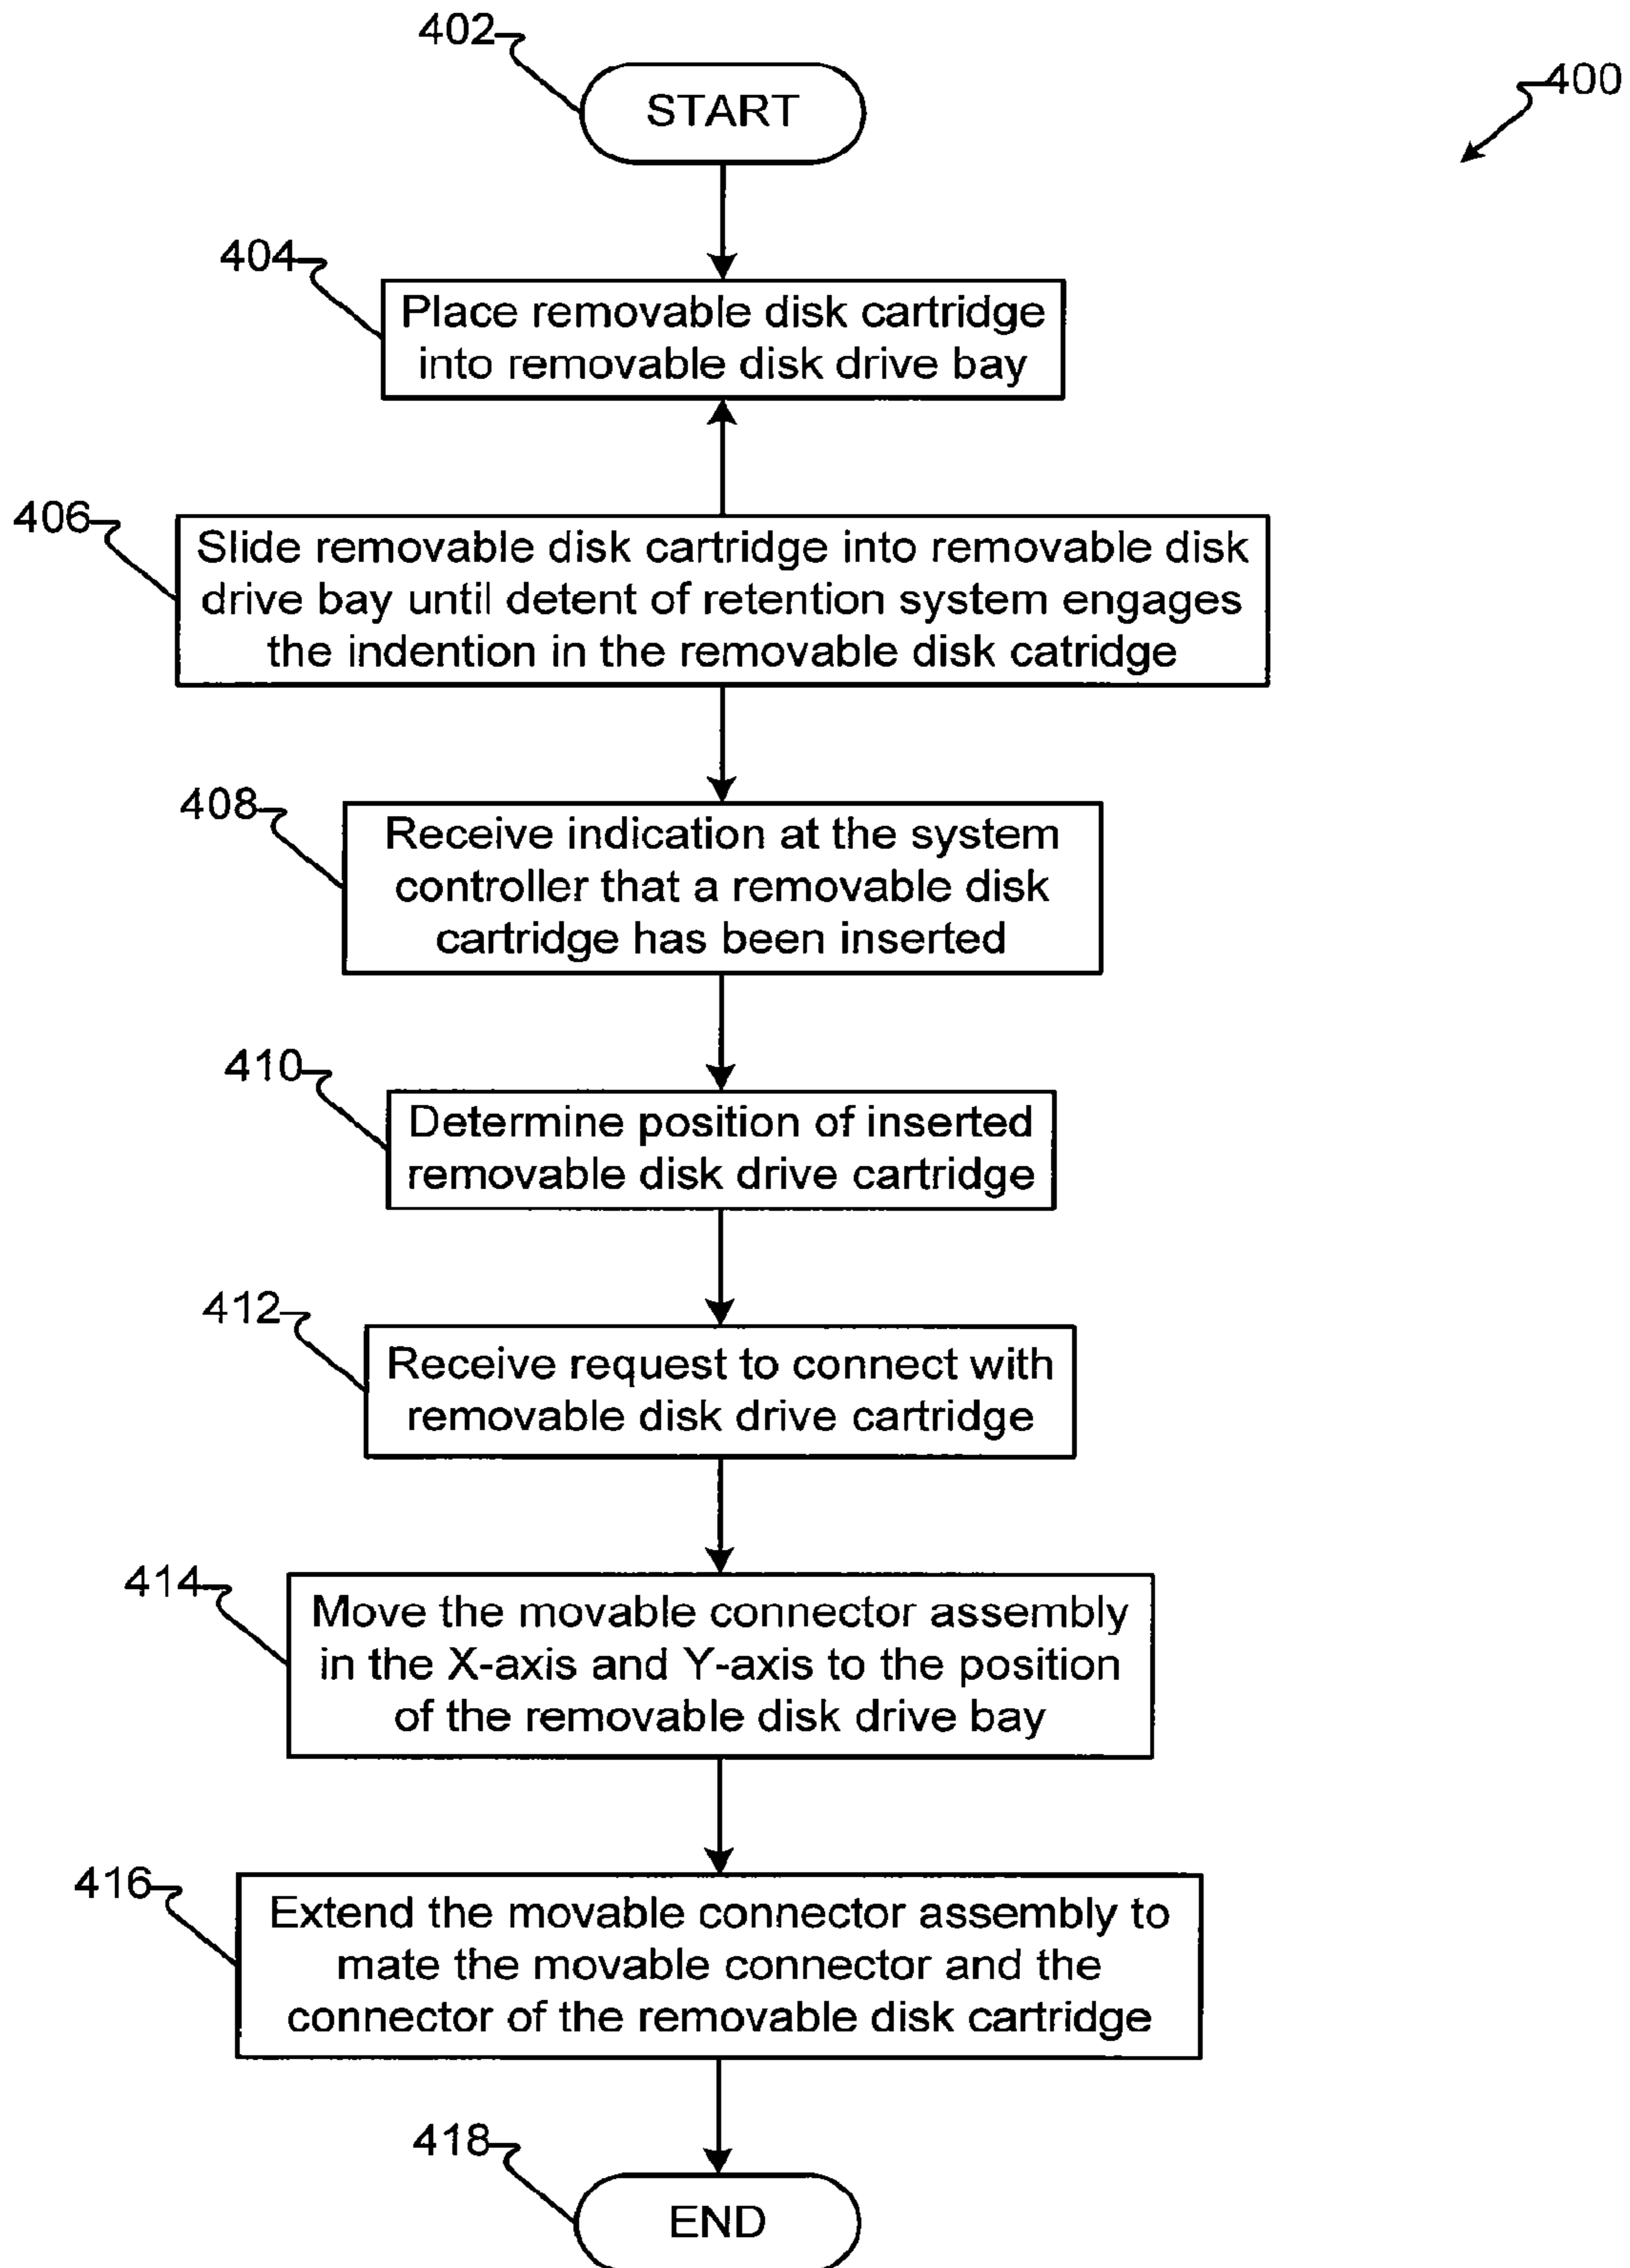 402
START
400
404
Place removable disk cartridge
into removable disk drive bay
406
Slide removable disk cartridge into removable disk
drive bay until detent of retention system engages
the indention in the removable disk catridge
408
Receive indication at the system
controller that a removable disk
cartridge has been inserted
410
Determine position of inserted
removable disk drive cartridge
412
Receive request to connect with
removable disk drive cartridge
414
Move the movable connector assembly
in the X-axis and Y-axis to the position
of the removable disk drive bay
416
Extend the movable connector assembly to
mate the movable connector and the
connector of the removable disk cartridge
418
END